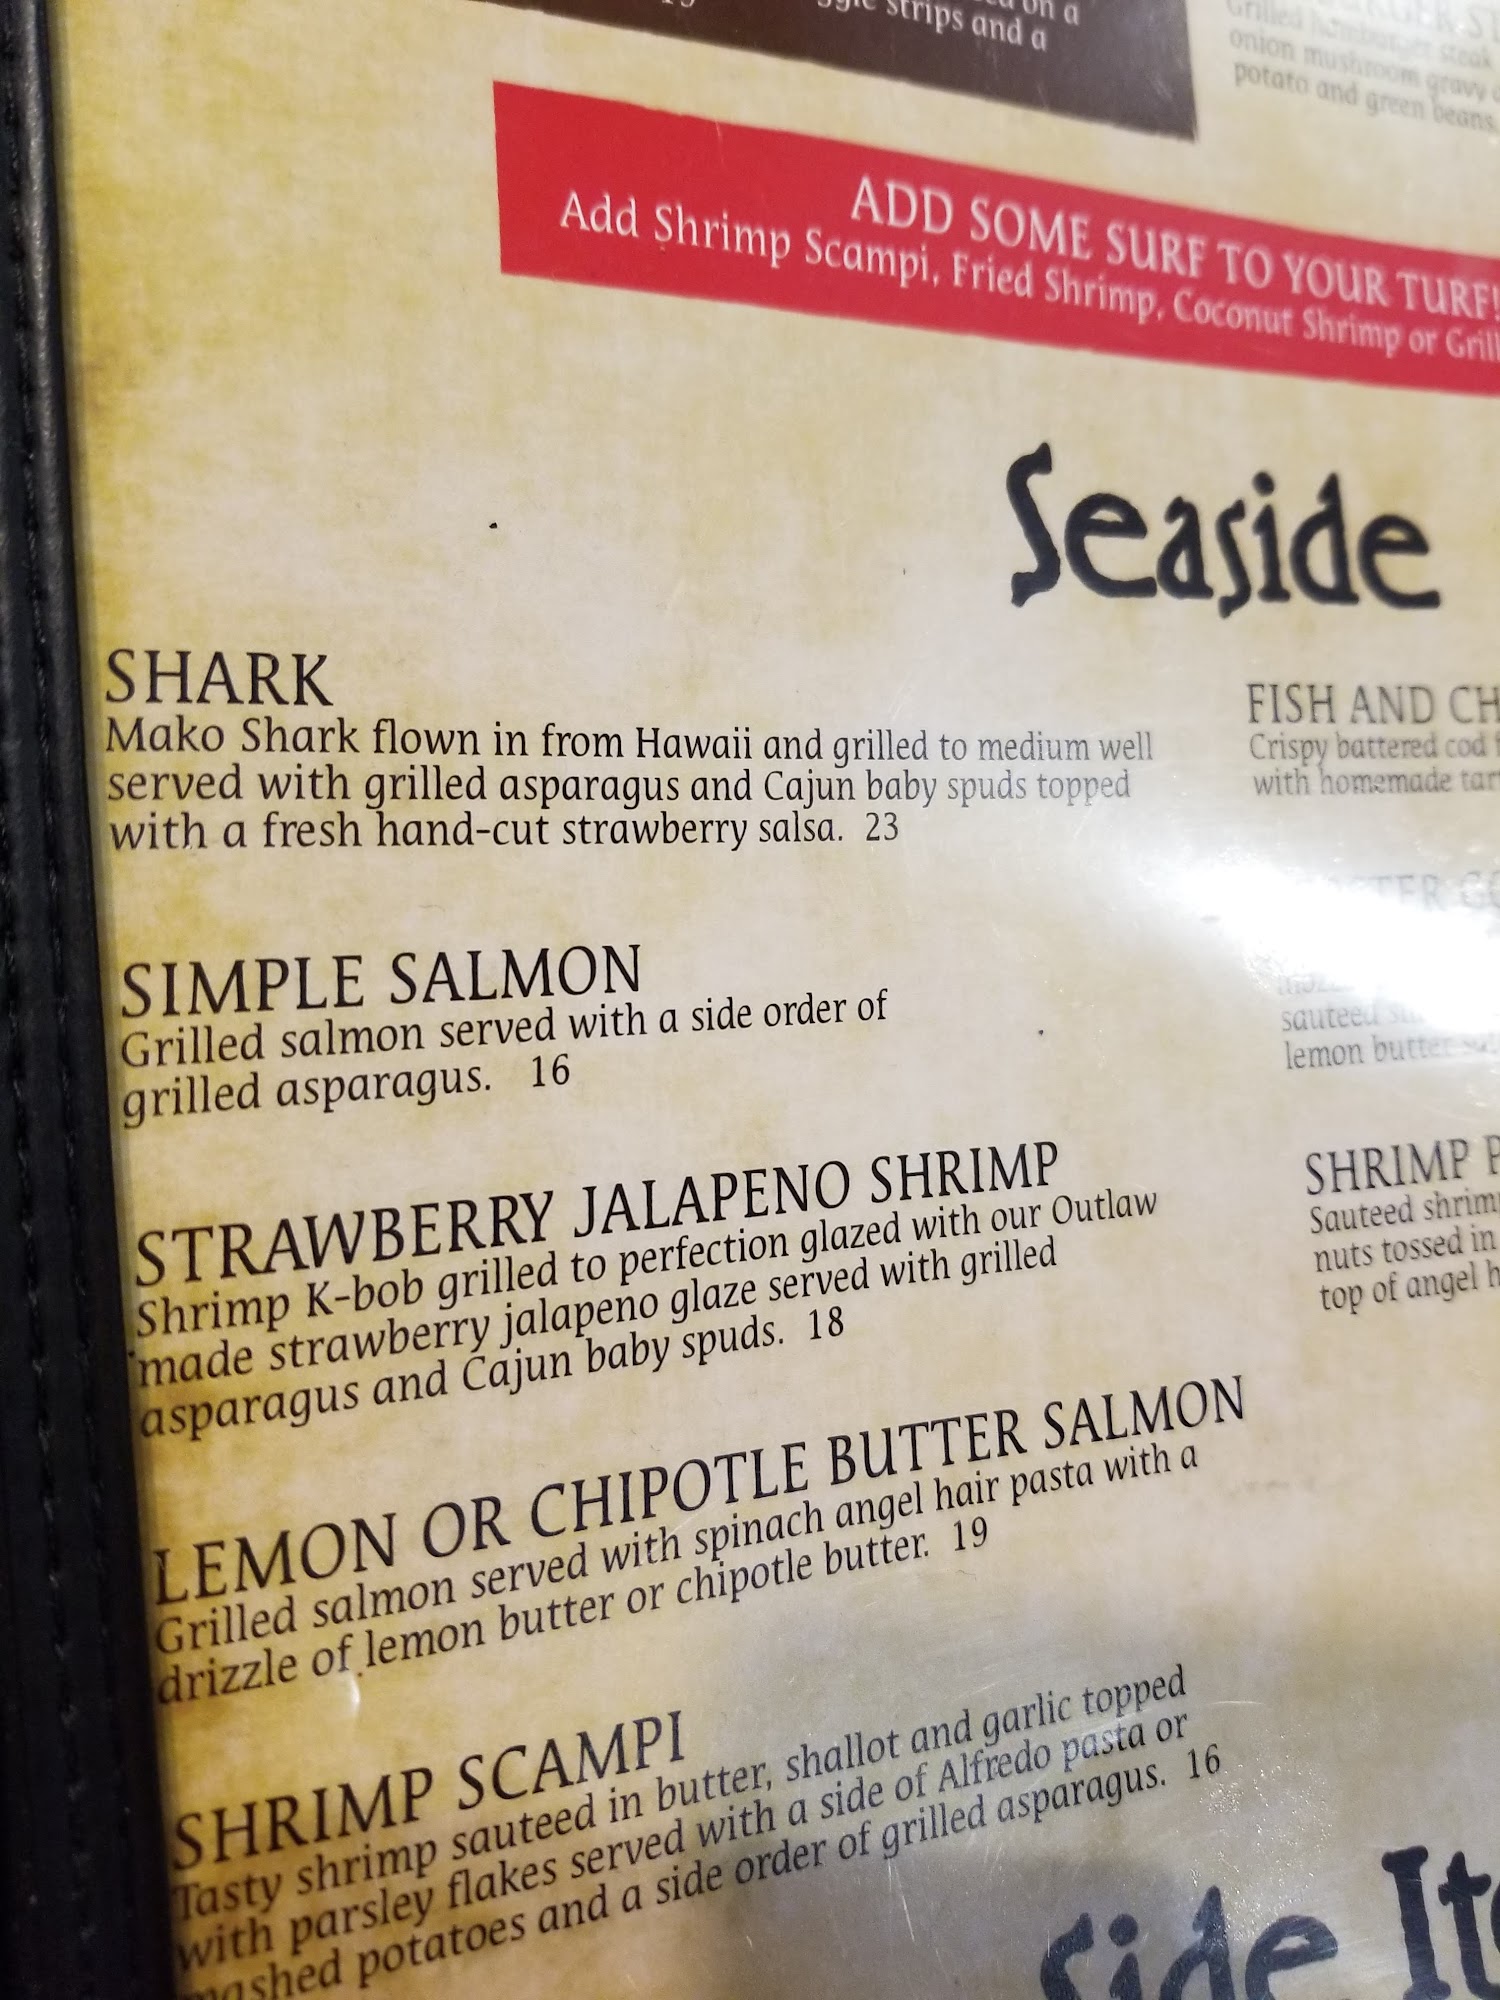 on a
strips and a
Grilled hamburger steak
onion mushroom gravy
potato and green beans.
ADD SOME SURF TO YOUR TURF!
Add Shrimp Scampi, Fried Shrimp, Coconut Shrimp or
Seaside
SHARK
Mako Shark flown in from Hawaii and grilled to medium well
served with grilled asparagus and Cajun baby spuds topped
with a fresh hand-cut strawberry salsa. 23
SIMPLE SALMON
Grilled salmon served with a side order of
grilled asparagus. 16
STRAWBERRY JALAPENO SHRIMP
Shrimp K-bob grilled to perfection glazed with our Outlaw
made strawberry jalapeno glaze served with grilled
asparagus and Cajun baby spuds. 18
LEMON OR CHIPOTLE BUTTER SALMON
Grilled salmon served with spinach angel hair pasta with a
drizzle of lemon butter or chipotle butter. 19
SHRIMP SCAMPI
Tasty shrimp sauteed in butter, shallot and garlic topped
with parsley flakes served with a side of Alfredo pasta or
mashed potatoes and a side order of grilled asparagus. 16
FISH AND
Crispy battered cod
with homemade
sauteed
lemon butter
SHRIMP
Sauteed
nuts tossed in
top of angel
Side